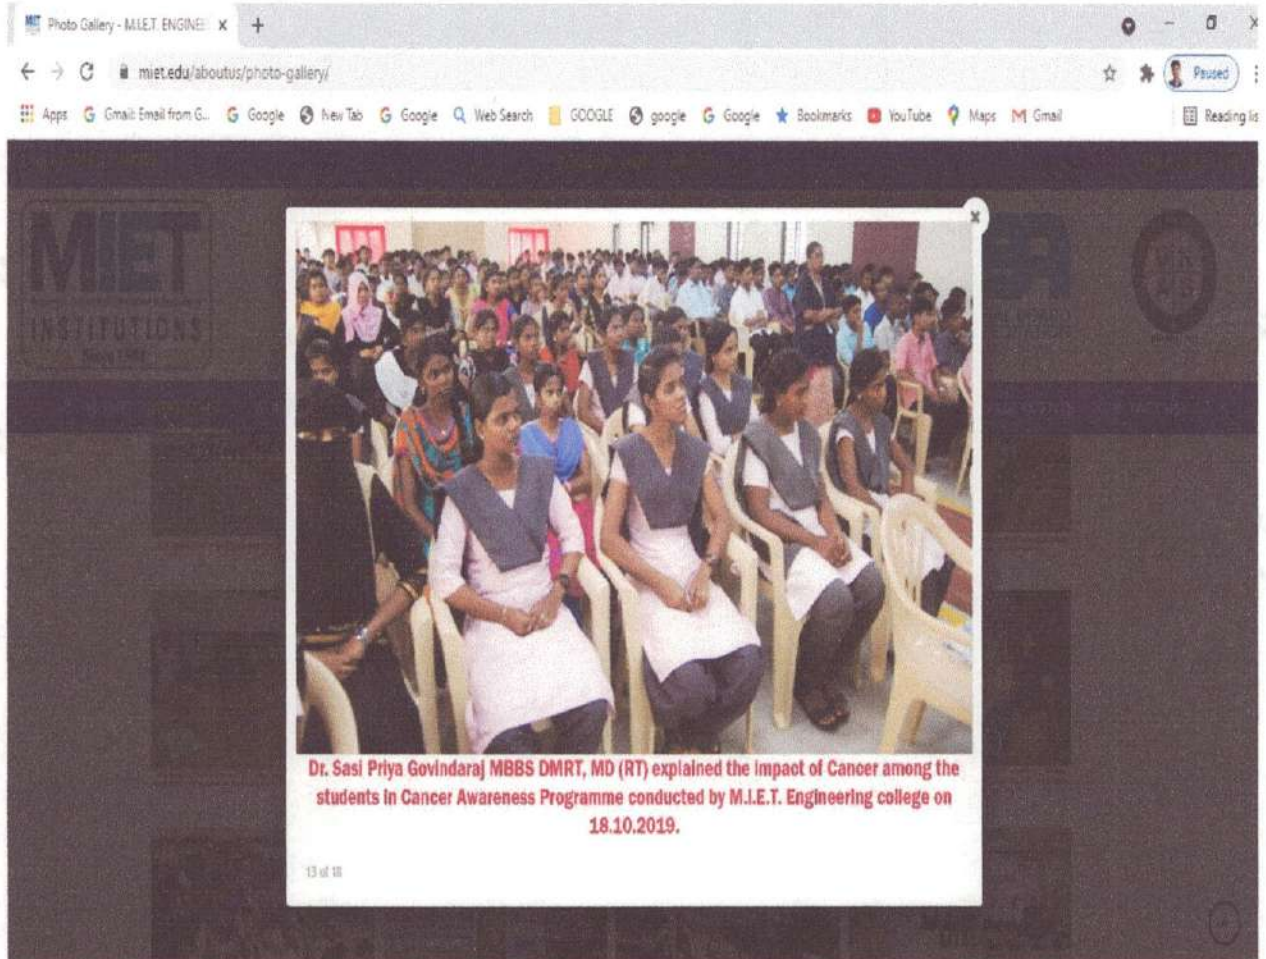 Photo Gallery - M.I.E.T. ENGINEE
miet.edu/aboutus/photo-gallery/
Paused
Apps
Gmail: Email from G...
Google
New Tab
Google
Web Search
GOOGLE
google
Google
Bookmarks
YouTube
Maps
Gmail
Reading lis
MIET
INSTITUTIONS
Dr. Sasi Priya Govindaraj MBBS DMRT, MD (RT) explained the Impact of Cancer among the
students in Cancer Awareness Programme conducted by M.I.E.T. Engineering college on
18.10.2019.
13 of 18